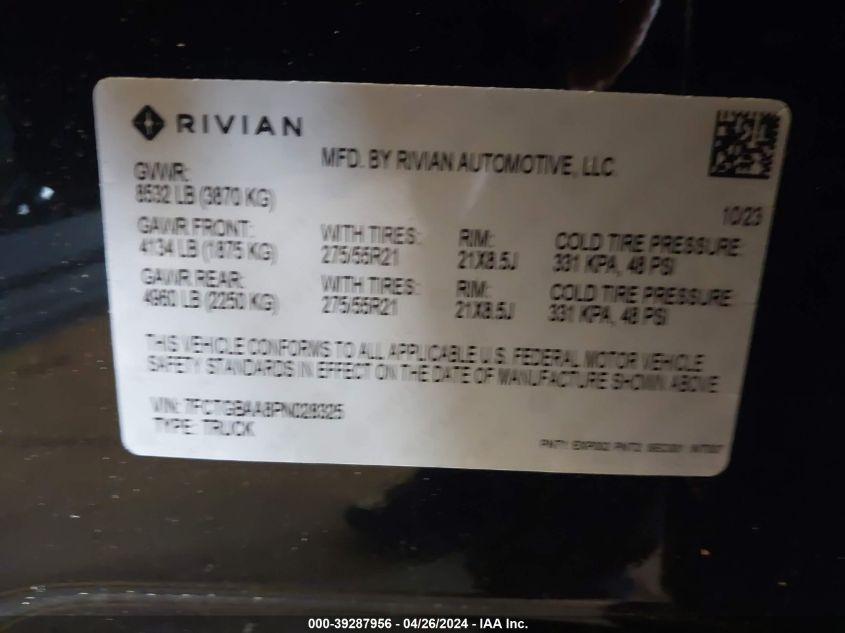 RIVIAN
MFD. BY RIVIAN AUTOMOTIVE, LLC.
GVWR:
8532 LB (3870 KG)
10/23
GAWR FRONT: WITH TIRES: RIM: COLD TIRE PRESSURE:
4134 LB (1875 KG) 275/55R21 21X8.5J 331 KPA, 48 PSI
GAWR REAR: WITH TIRES: RIM: COLD TIRE PRESSURE:
4960 LB (2250 KG) 275/55R21 21X8.5J 331 KPA, 48 PSI
THIS VEHICLE CONFORMS TO ALL APPLICABLE U.S. FEDERAL MOTOR VEHICLE
SAFETY STANDARDS IN EFFECT ON THE DATE OF MANUFACTURE SHOWN ABOVE.
VIN: 7FCTGBAA8PN028325
TYPE: TRUCK
000-39287956 - 04/26/2024 - IAA Inc.